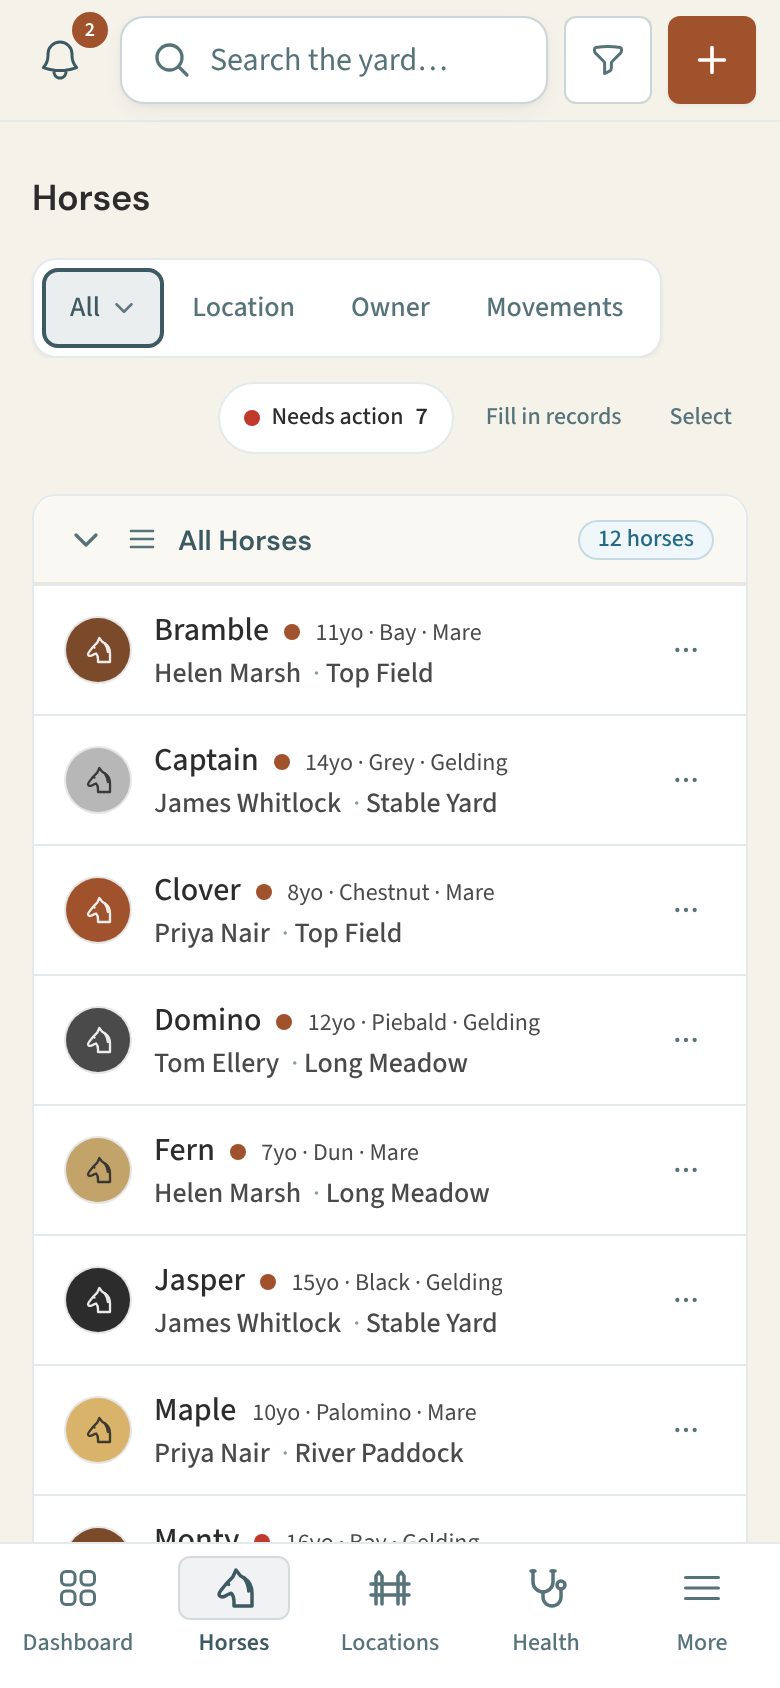 2
Search the yard…
Horses
All
Location
Owner
Movements
Needs action 7
Fill in records
Select
All Horses
12 horses
Bramble 11yo · Bay · Mare
Helen Marsh · Top Field
Captain 14yo · Grey · Gelding
James Whitlock · Stable Yard
Clover 8yo · Chestnut · Mare
Priya Nair · Top Field
Domino 12yo · Piebald · Gelding
Tom Ellery · Long Meadow
Fern 7yo · Dun · Mare
Helen Marsh · Long Meadow
Jasper 15yo · Black · Gelding
James Whitlock · Stable Yard
Maple 10yo · Palomino · Mare
Priya Nair · River Paddock
Monty 16yo · Bay · Gelding
Dashboard
Horses
Locations
Health
More